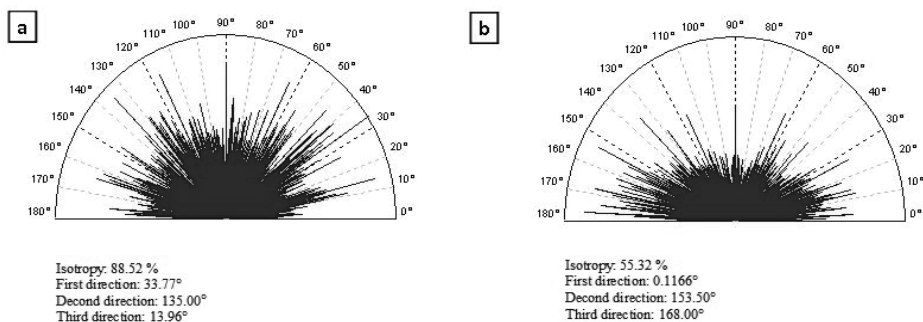 a
90°
100° 80°
110° 70°
120° 60°
130° 50°
140° 40°
150° 30°
160° 20°
170° 10°
180° 0°
Isotropy: 88.52 %
First direction: 33.77°
Decond direction: 135.00°
Third direction: 13.96°
b
90°
100° 80°
110° 70°
120° 60°
130° 50°
140° 40°
150° 30°
160° 20°
170° 10°
180° 0°
Isotropy: 55.32 %
First direction: 0.1166°
Decond direction: 153.50°
Third direction: 168.00°